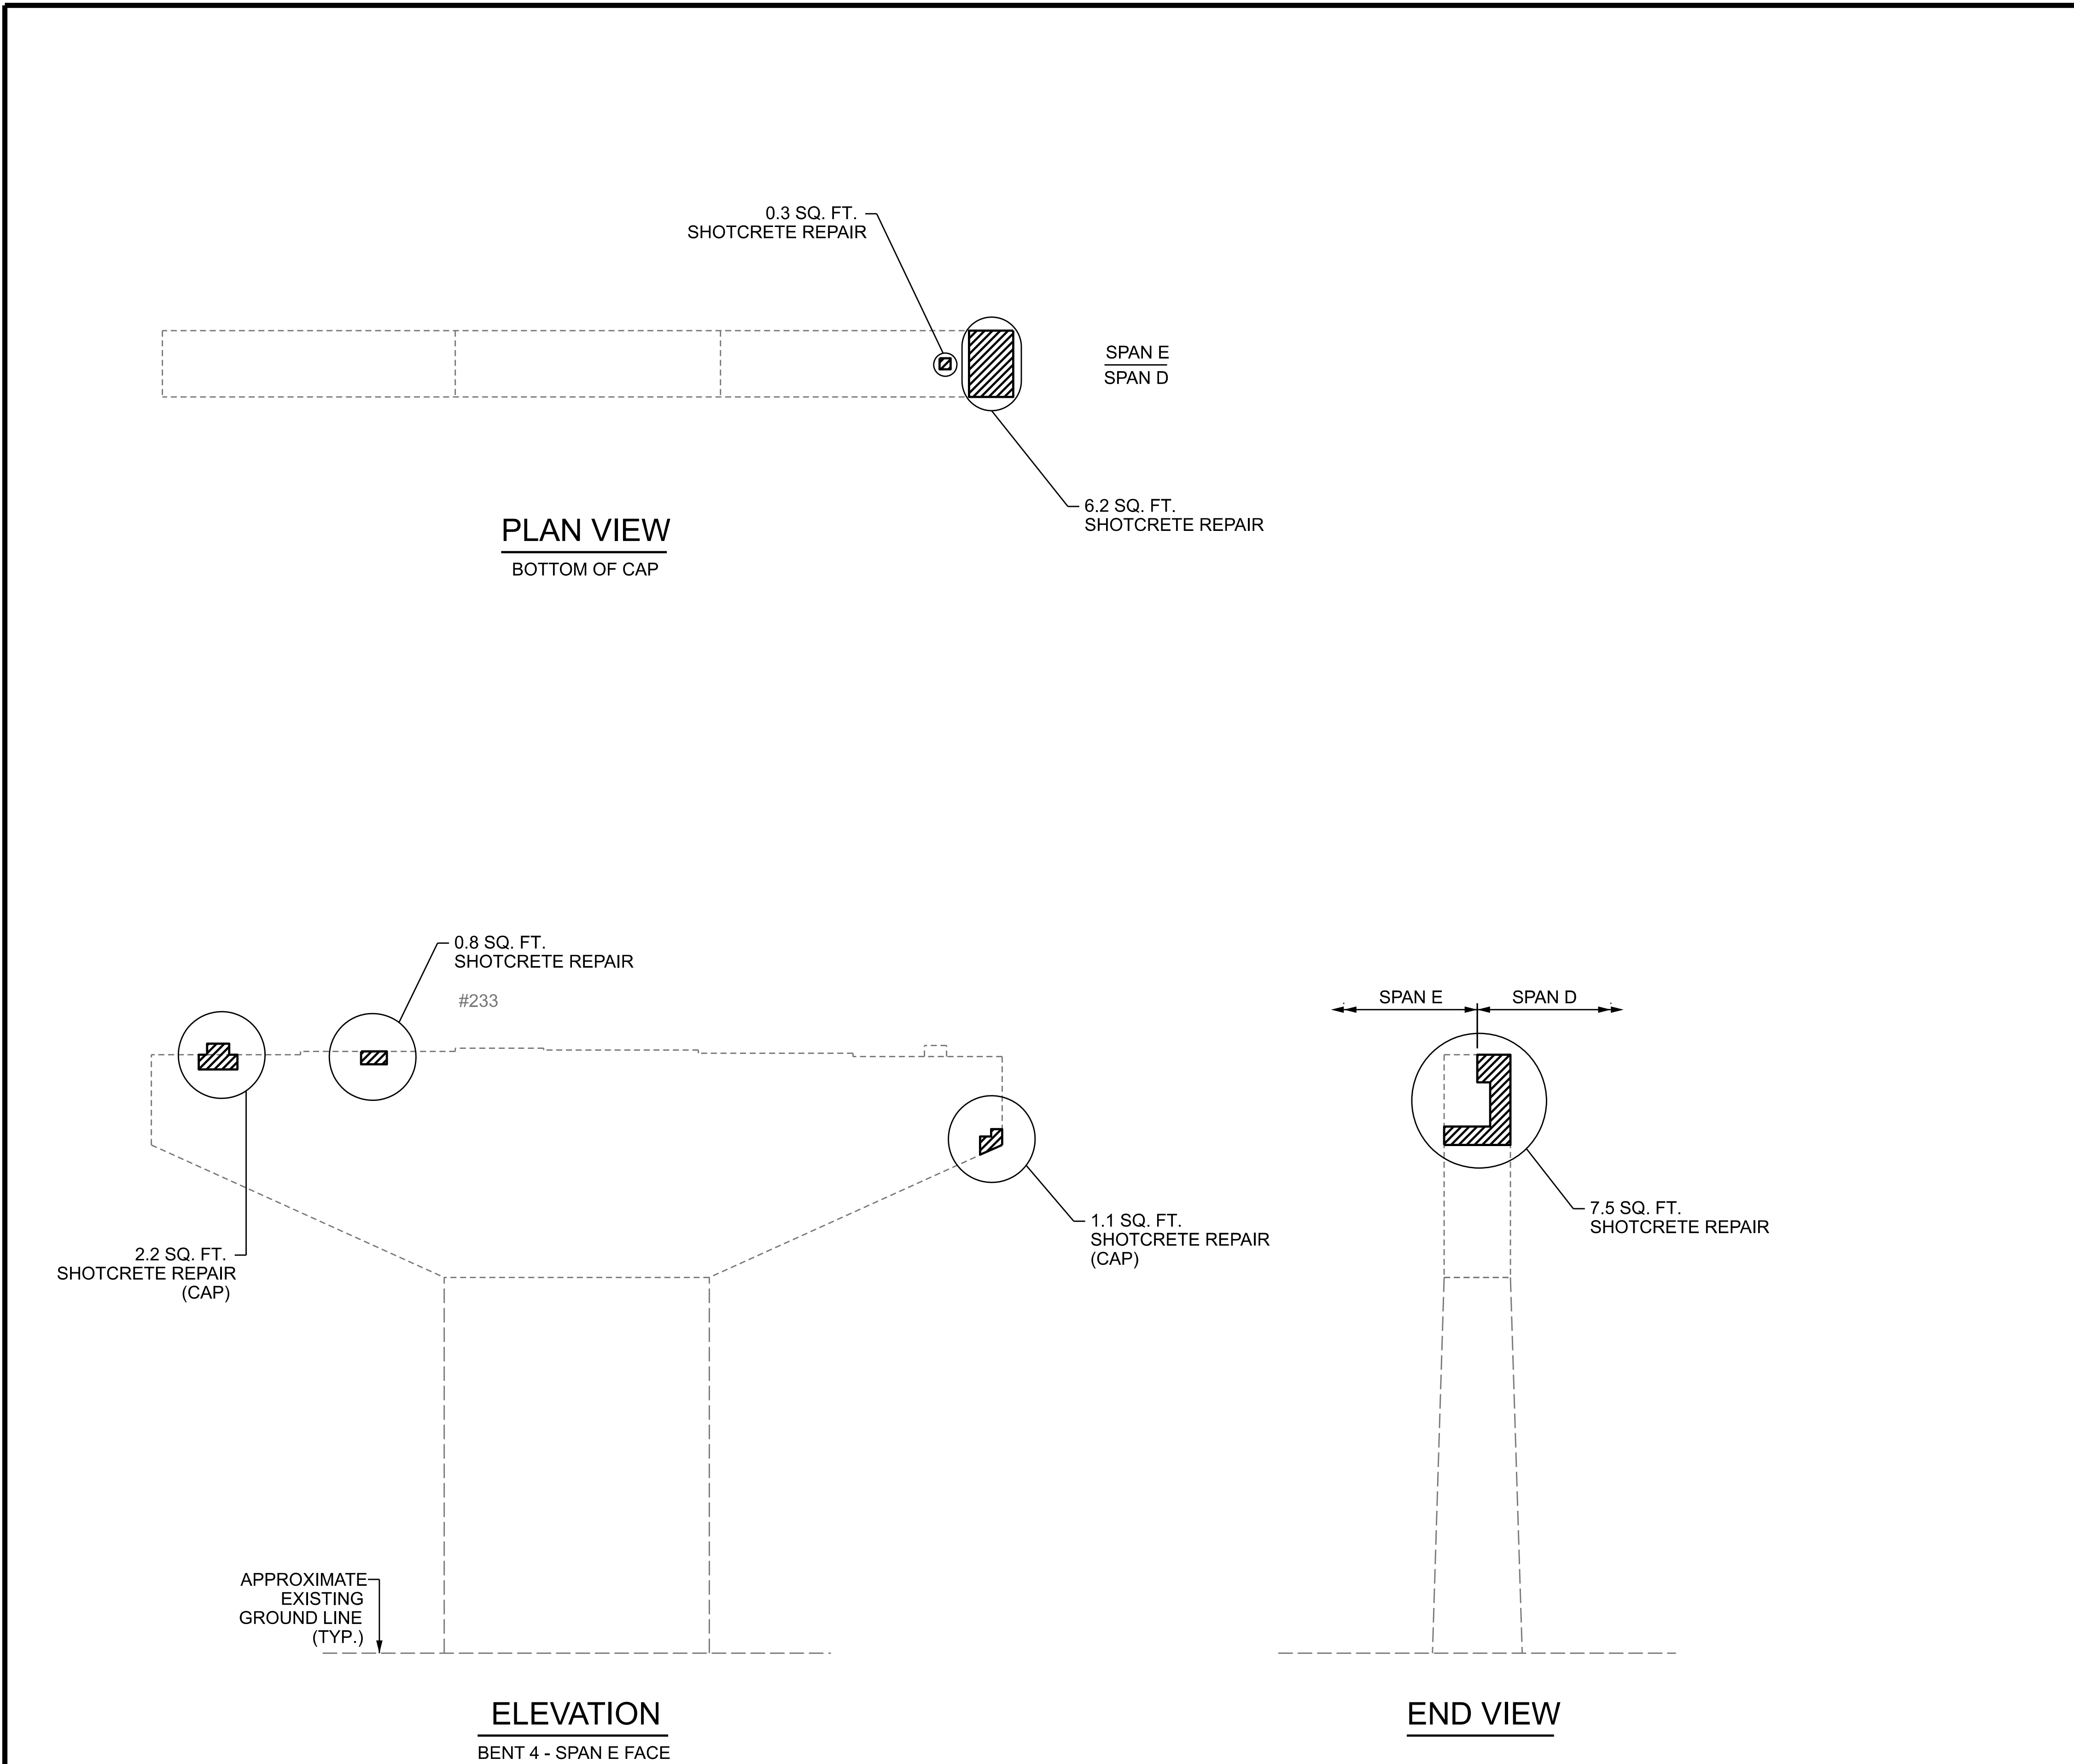 0.3 SQ. FT.
SHOTCRETE REPAIR
SPAN E
SPAN D
6.2 SQ. FT.
SHOTCRETE REPAIR
PLAN VIEW
BOTTOM OF CAP
0.8 SQ. FT.
SHOTCRETE REPAIR
#233
2.2 SQ. FT.
SHOTCRETE REPAIR
(CAP)
1.1 SQ. FT.
SHOTCRETE REPAIR
(CAP)
APPROXIMATE
EXISTING
GROUND LINE
(TYP.)
ELEVATION
BENT 4 - SPAN E FACE
SPAN E
SPAN D
7.5 SQ. FT.
SHOTCRETE REPAIR
END VIEW